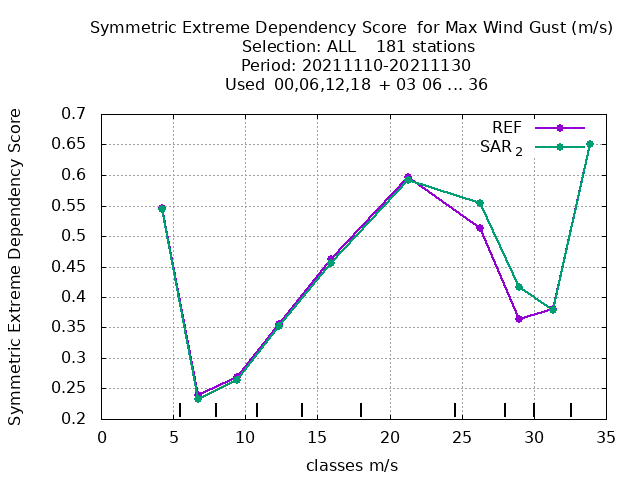 Symmetric Extreme Dependency Score  for Max Wind Gust (m/s)
Selection: ALL    181 stations
Period: 20211110-20211130
Used  00,06,12,18  + 03 06 ... 36
REF
SAR 2
Symmetric Extreme Dependency Score
0.7
0.65
0.6
0.55
0.5
0.45
0.4
0.35
0.3
0.25
0.2
0 5 10 15 20 25 30 35
classes m/s